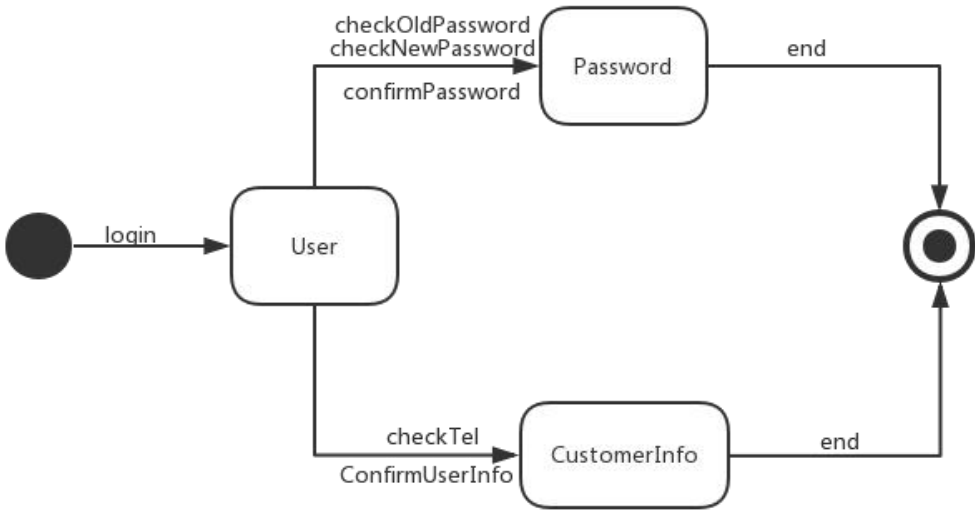 checkOldPassword
checkNewPassword
confirmPassword
Password
end
login
User
checkTel
ConfirmUserInfo
CustomerInfo
end